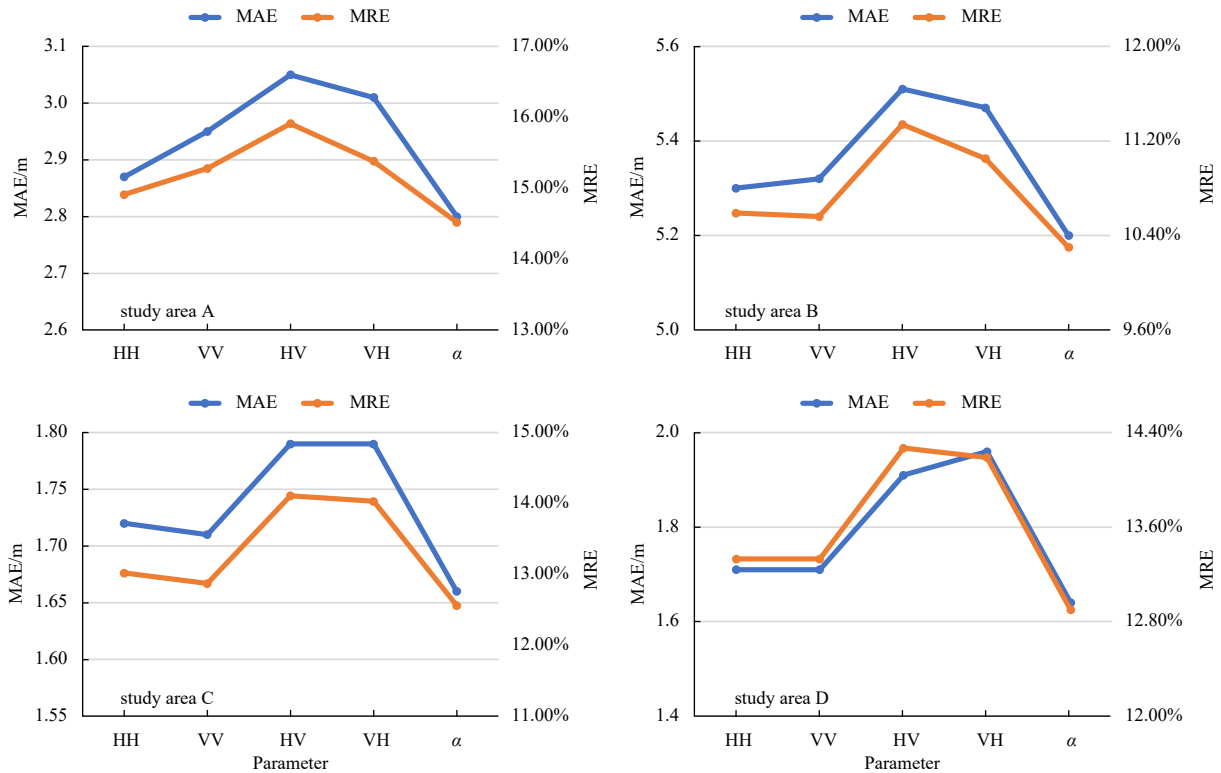 MAE MRE
3.1
3.0
2.9
2.8
2.7
2.6
MAE/m
17.00%
16.00%
15.00%
14.00%
13.00%
MRE
study area A
HH VV HV VH α
MAE MRE
5.6
5.4
5.2
5.0
MAE/m
12.00%
11.20%
10.40%
9.60%
MRE
study area B
HH VV HV VH α
MAE MRE
1.80
1.75
1.70
1.65
1.60
1.55
MAE/m
15.00%
14.00%
13.00%
12.00%
11.00%
MRE
study area C
HH VV HV VH α
Parameter
MAE MRE
2.0
1.8
1.6
1.4
MAE/m
14.40%
13.60%
12.80%
12.00%
MRE
study area D
HH VV HV VH α
Parameter